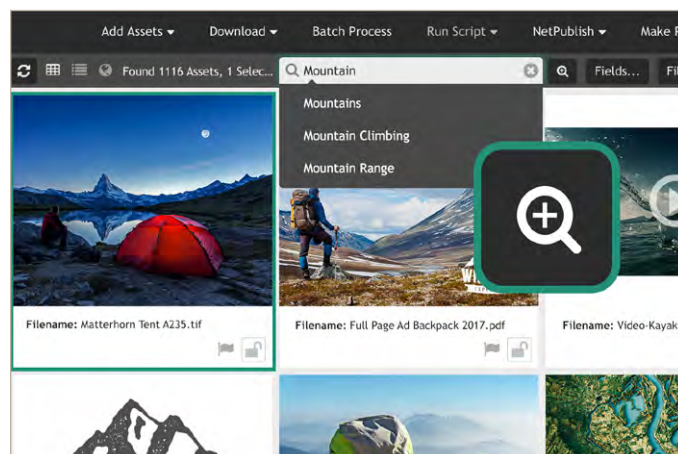 Add Assets Download Batch Process Run Script NetPublish Make
Found 1116 Assets, 1 Selec... Mountain Fields...
Mountains
Mountain Climbing
Mountain Range
Filename: Matterhorn Tent A235.tif Filename: Full Page Ad Backpack 2017.pdf Filename: Video-Kayak